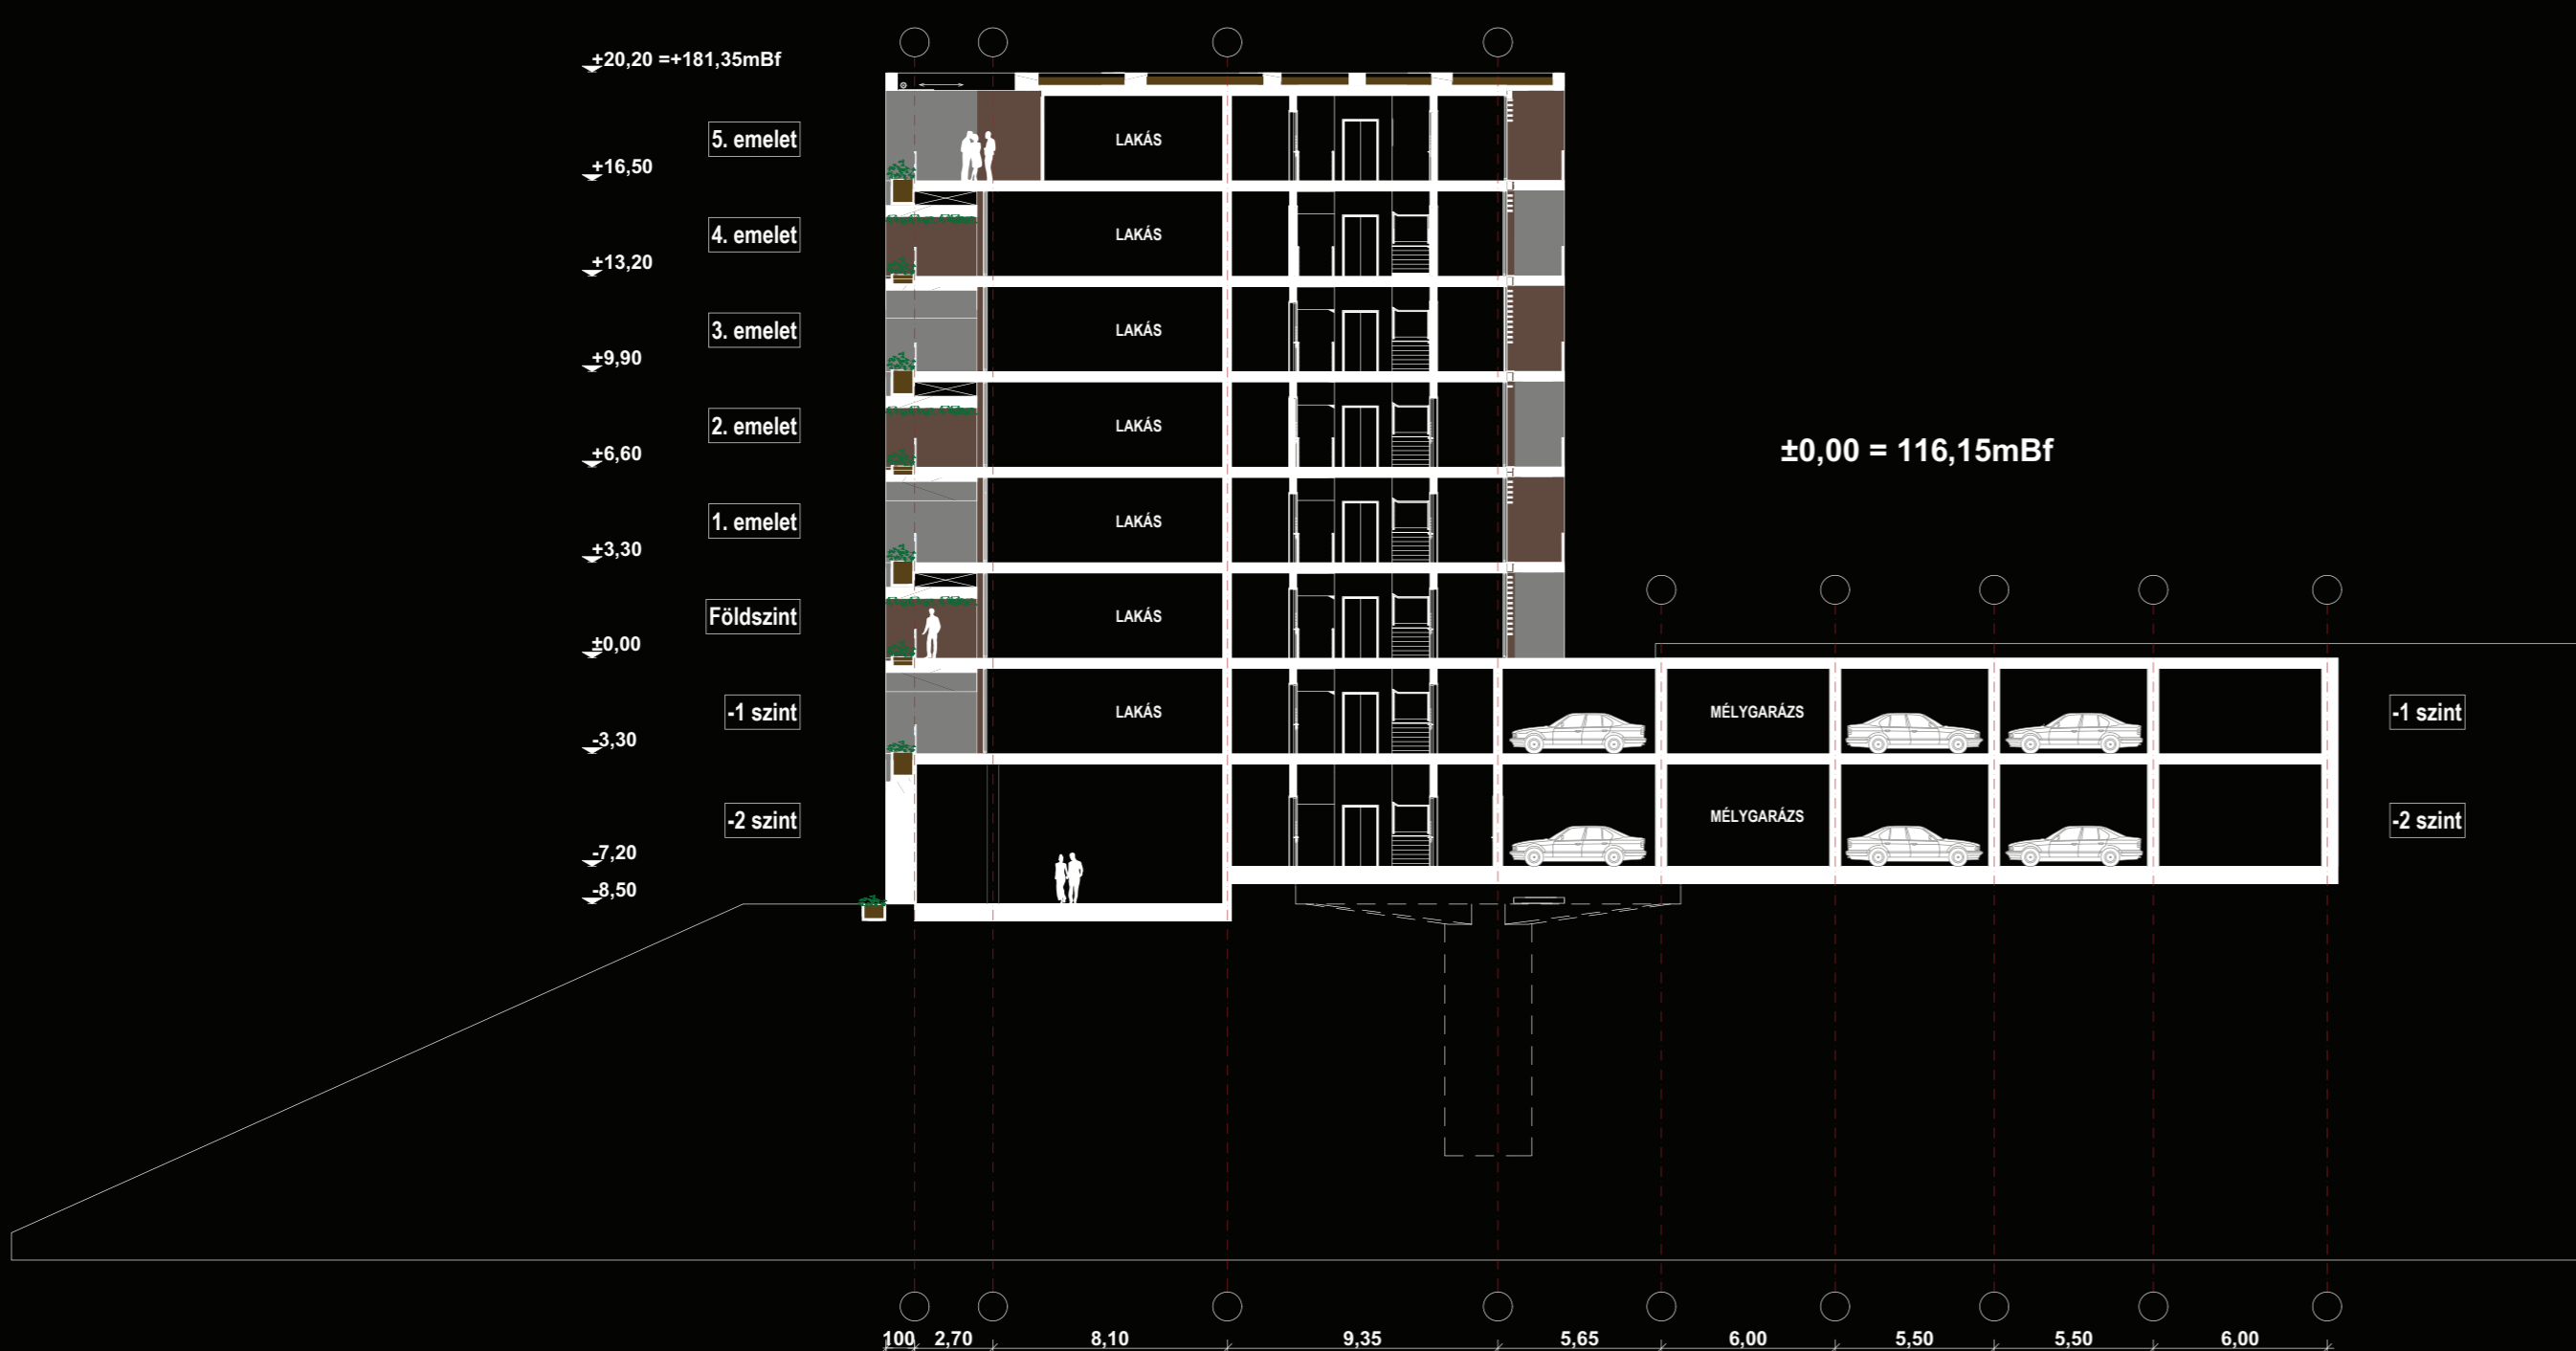 +20,20 =+181,35mBf
5. emelet
LAKÁS
+16,50
4. emelet
LAKÁS
+13,20
3. emelet
LAKÁS
+9,90
2. emelet
LAKÁS
+6,60
±0,00 = 116,15mBf
1. emelet
LAKÁS
+3,30
Földszint
LAKÁS
±0,00
-1 szint
LAKÁS
MÉLYGARÁZS
-1 szint
-3,30
-2 szint
MÉLYGARÁZS
-2 szint
-7,20
-8,50
100 2,70 8,10 9,35 5,65 6,00 5,50 5,50 6,00